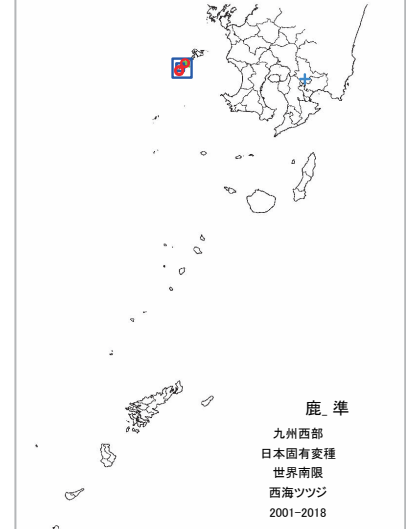 鹿_ 準
九州西部
日本固有変種
世界南限
西海ツツジ
2001-2018